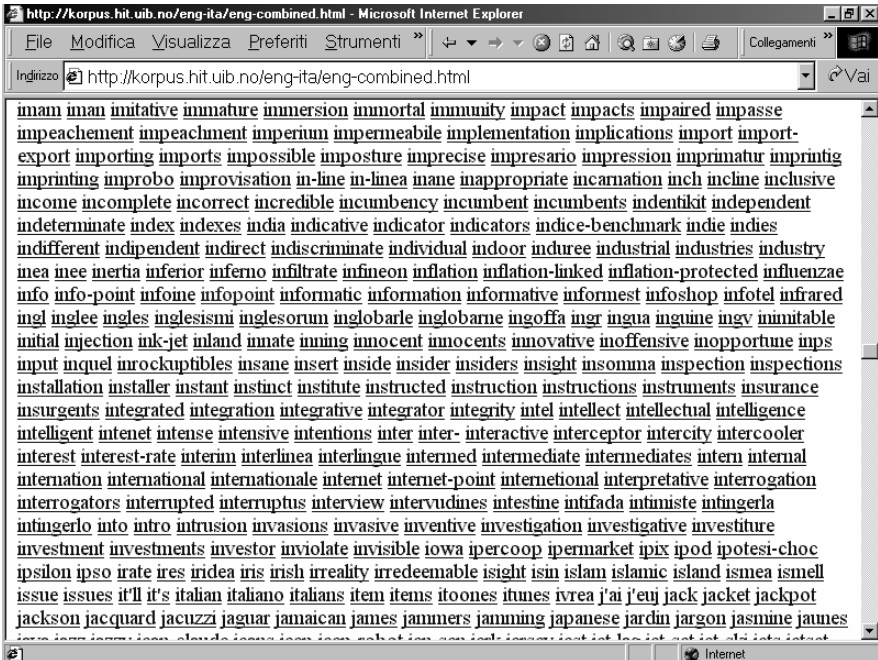 http://korpus.hit.uib.no/eng-ita/eng-combined.html - Microsoft Internet Explorer
File Modifica Visualizza Preferiti Strumenti » Collegamenti »
Indirizzo http://korpus.hit.uib.no/eng-ita/eng-combined.html Vai
imam iman imitative immature immersion immortal immunity impact impacts impaired impasse
impeachement impeachment imperium impermeabile implementation implications import import-
export importing imports impossible imposture imprecise impresario impression imprimatur imprintig
imprinting improbo improvisation in-line in-linea inane inappropriate incarnation inch incline inclusive
income incomplete incorrect incredible incumbency incumbent incumbents indentikit independent
indeterminate index indexes india indicative indicator indicators indice-benchmark indie indies
indifferent indipendent indirect indiscriminate individual indoor induree industrial industries industry
inea inee inertia inferior inferno infiltrate infineon inflation inflation-linked inflation-protected influenzae
info info-point infoine infopoint informatic information informative informest infoshop infotel infrared
ingl inglee ingles inglesismi inglesorum inglobarle inglobarne ingoffa ingr ingua inguine ingv inimitable
initial injection ink-jet inland innate inning innocent innocents innovative inoffensive inopportune inps
input inquel inrockuptibles insane insert inside insider insiders insight insomma inspection inspections
installation installer instant instinct institute instructed instruction instructions instruments insurance
insurgents integrated integration integrative integrator integrity intel intellect intellectual intelligence
intelligent intenet intense intensive intentions inter inter- interactive interceptor intercity intercooler
interest interest-rate interim interlinea interlingue intermed intermediate intermediates intern internal
internation international internationale internet internet-point internetional interpretative interrogation
interrogators interrupted interruptus interview intervudines intestine intifada intimiste intingerla
intingerlo into intro intrusion invasions invasive inventive investigation investigative investiture
investment investments investor inviolate invisible iowa ipercoop ipermarket ipix ipod ipotesi-choc
ipsilon ipso irate ires iridea iris irish irreality irredeemable isight isin islam islamic island ismea ismell
issue issues it'll it's italian italiano italians item items itoones itunes ivrea j'ai j'euj jack jacket jackpot
jackson jacquard jacuzzi jaguar jamaican james jammers jamming japanese jardin jargon jasmine jaunes
Internet